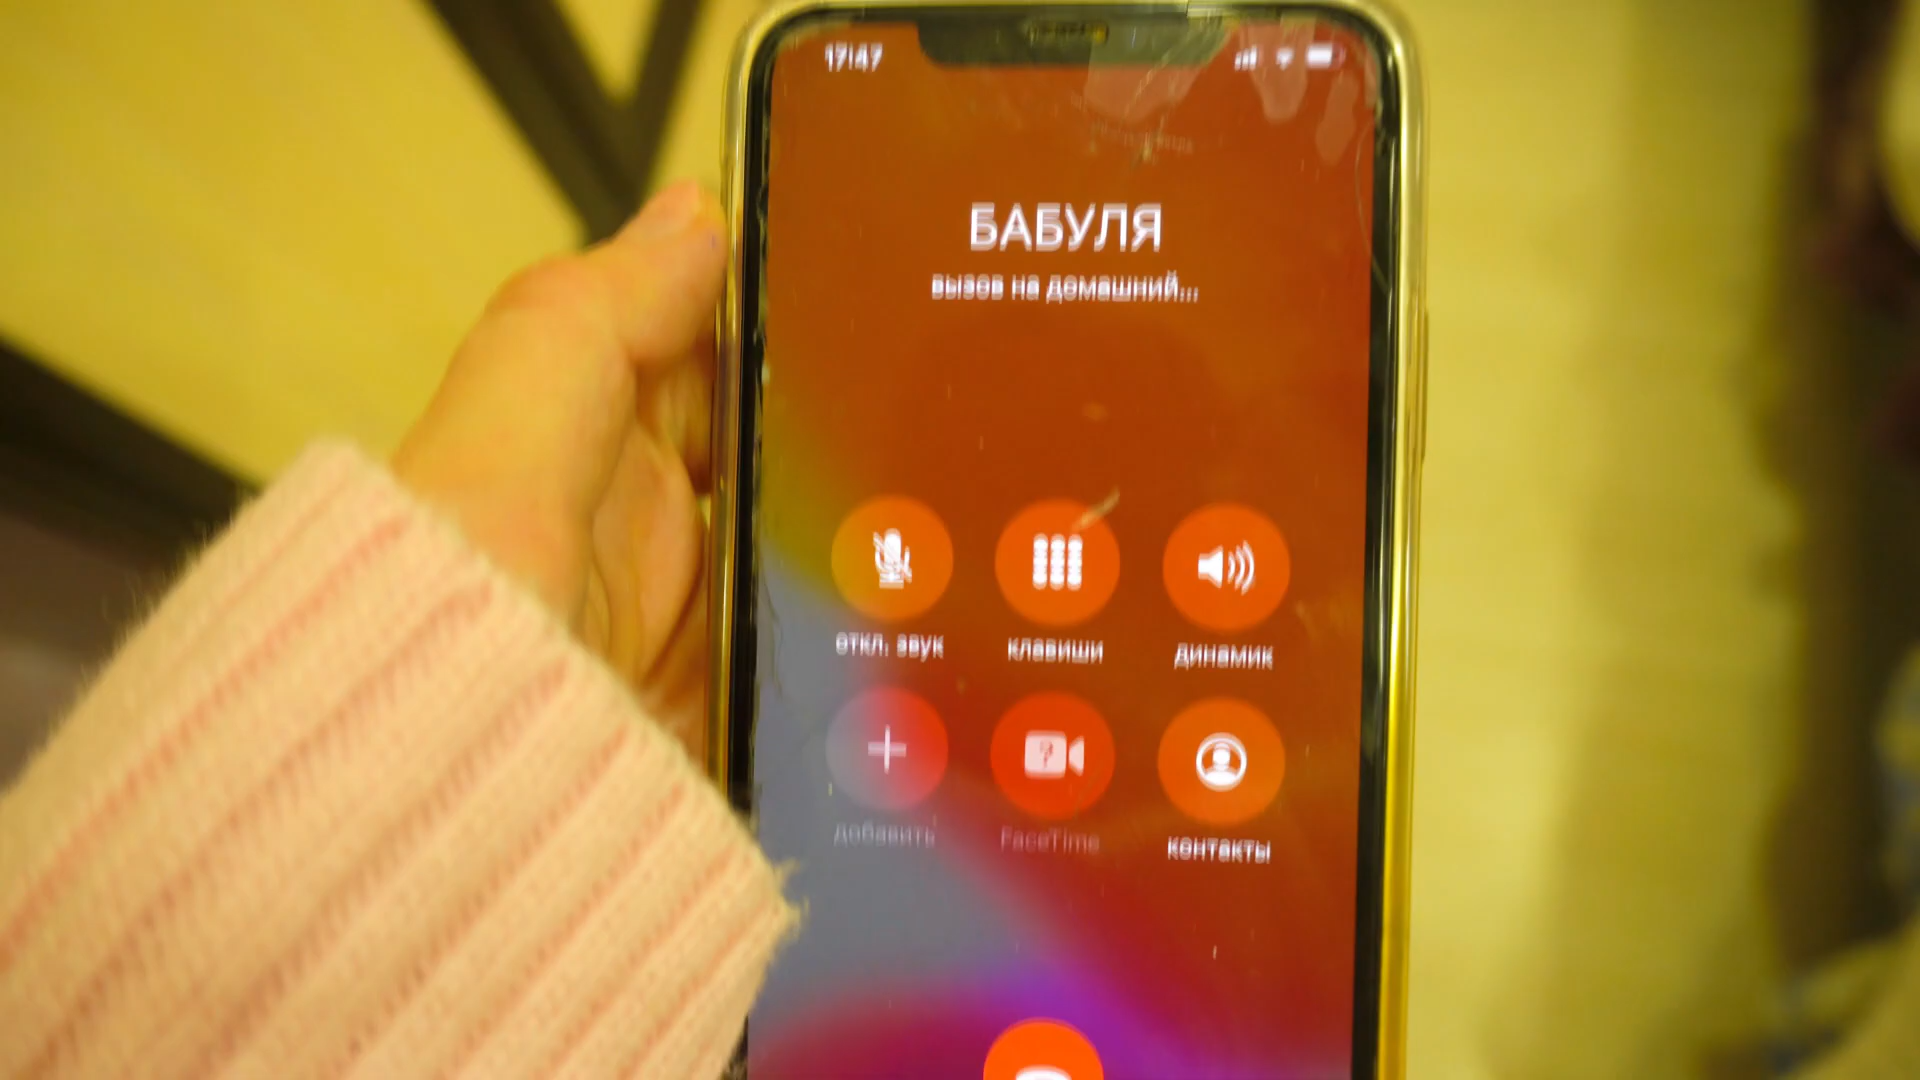 17:47
БАБУЛЯ
вызов на домашний...
откл. звук
клавиши
динамик
добавить
FaceTime
контакты